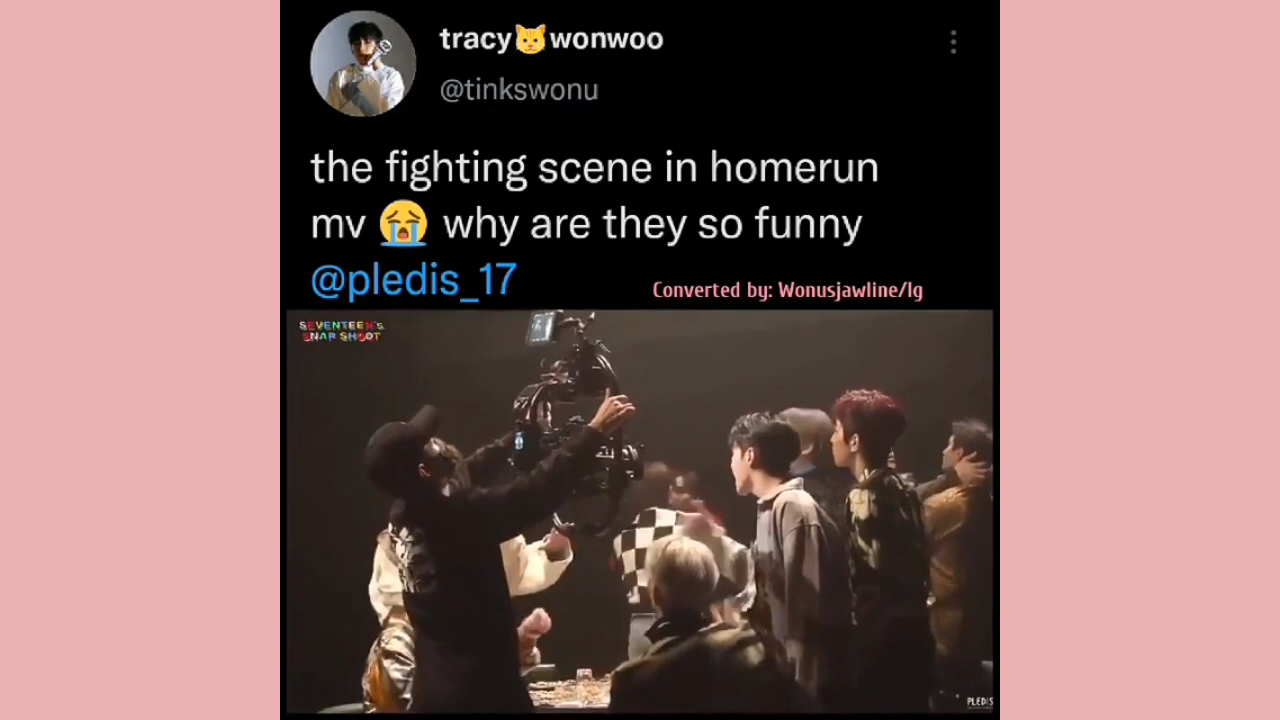 tracy🐱wonwoo
@tinkswonu
the fighting scene in homerun
mv 😭 why are they so funny
@pledis_17
Converted by: Wonusjawline/Ig
SEVENTEEN's
SNAP SHOOT
PLEDIS